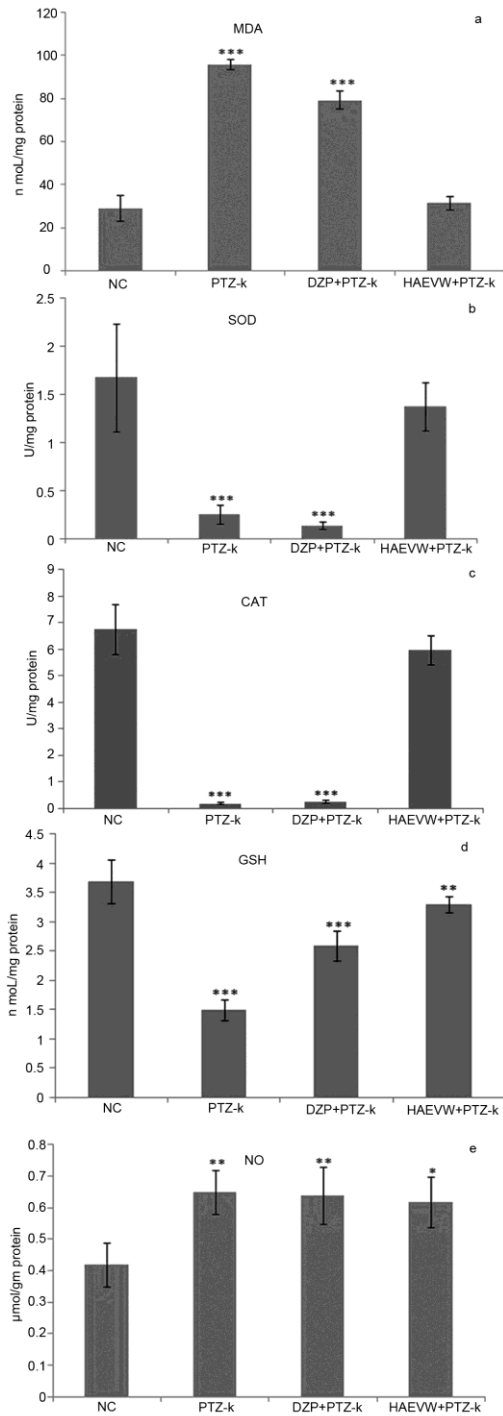 a
MDA
n moL/mg protein
120
100
80
60
40
20
0
***
***
NC PTZ-k DZP+PTZ-k HAEVW+PTZ-k
b
SOD
U/mg protein
2.5
2
1.5
1
0.5
0
***
***
NC PTZ-k DZP+PTZ-k HAEVW+PTZ-k
c
CAT
U/mg protein
9
8
7
6
5
4
3
2
1
0
***
***
NC PTZ-k DZP+PTZ-k HAEVW+PTZ-k
d
GSH
n moL/mg protein
4.5
4
3.5
3
2.5
2
1.5
1
0.5
0
***
***
**
NC PTZ-k DZP+PTZ-k HAEVW+PTZ-k
e
NO
µmol/gm protein
0.8
0.7
0.6
0.5
0.4
0.3
0.2
0.1
0
**
**
*
NC PTZ-k DZP+PTZ-k HAEVW+PTZ-k